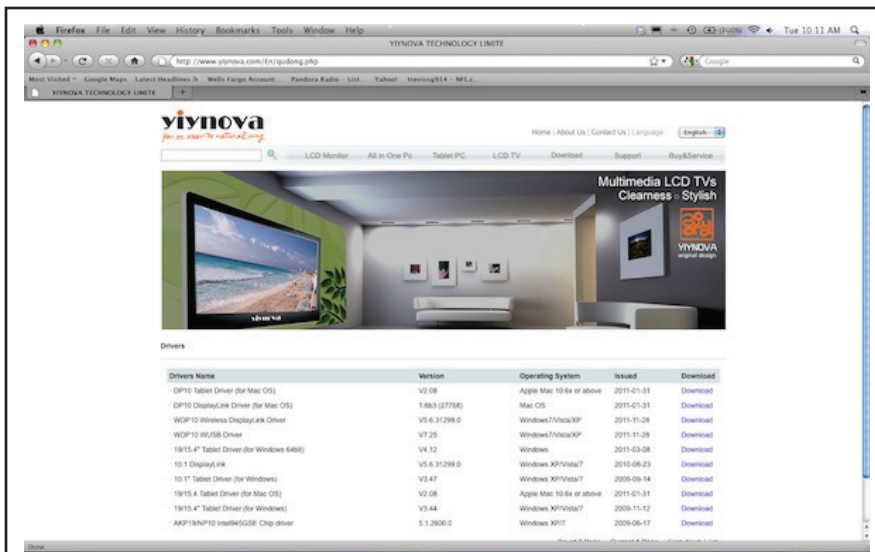 Firefox File Edit View History Bookmarks Tools Window Help
Tue 10:11 AM
YIYNOVA TECHNOLOGY LIMITE
http://www.yiynova.com/En/qudong.php
Google
Most Visited Google Maps Latest Headlines Wells Fargo Account... Pandora Radio - List... Yahoo!
YIYNOVA TECHNOLOGY LIMITE
yiynova
Home | About Us | Contact Us | Language English
LCD Monitor All in One Pc Tablet PC LCD TV Download Support Buy&Service
Multimedia LCD TVs
Clearness Stylish
YIYNOVA
original design
yiynova
Drivers
Drivers Name Version Operating System Issued Download
DP10 Tablet Driver (for Mac OS) V2.08 Apple Mac 10.6x or above 2011-01-31 Download
DP10 DisplayLink Driver (for Mac OS) 1.6b3 (27768) Mac OS 2011-01-31 Download
WDP10 Wireless DisplayLink Driver V5.6.31299.0 Windows7/Vista/XP 2011-11-28 Download
WDP10 WUSB Driver V7.25 Windows7/Vista/XP 2011-11-28 Download
19/15.4" Tablet Driver (for Windows 64bit) V4.12 Windows 2011-03-08 Download
10.1 DisplayLink V5.6.31299.0 Windows XP/Vista/7 2010-08-23 Download
10.1" Tablet Driver (for Windows) V3.47 Windows XP/Vista/7 2009-09-14 Download
19/15.4 Tablet Driver (for Mac OS) V2.08 Apple Mac 10.6x or above 2011-01-31 Download
19/15.4" Tablet Driver (for Windows) V3.44 Windows XP/Vista/7 2009-11-12 Download
AKP19/NP10 Intel945GSE Chip driver 5.1.2600.0 Windows XP/7 2009-06-17 Download
Done